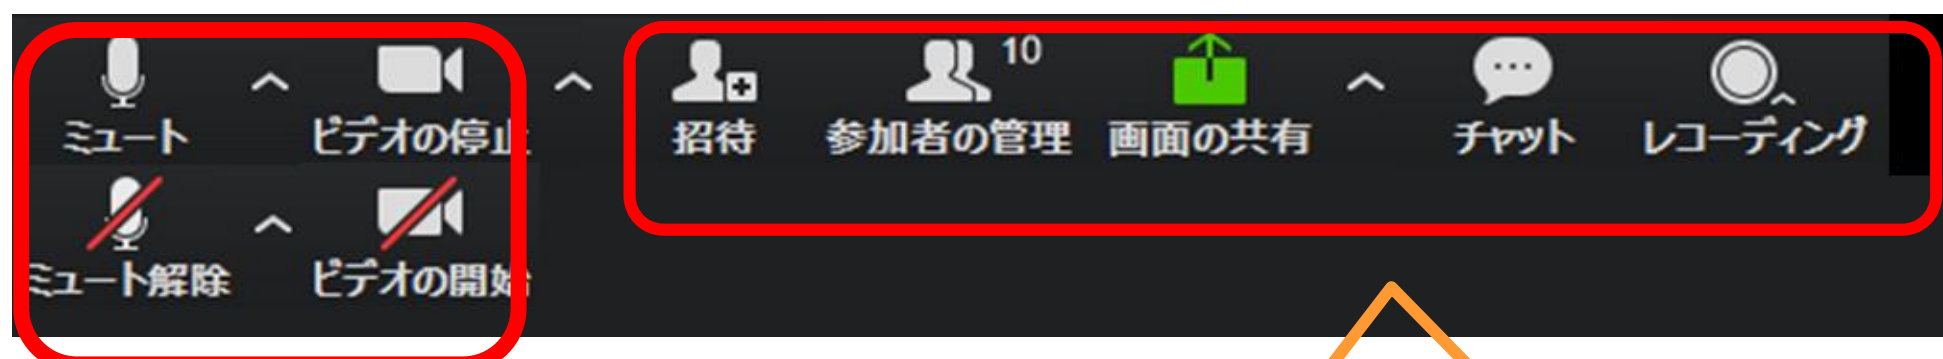 10
ミュート ビデオの停止 招待 参加者の管理 画面の共有 チャット レコーディング
ミュート解除 ビデオの開始